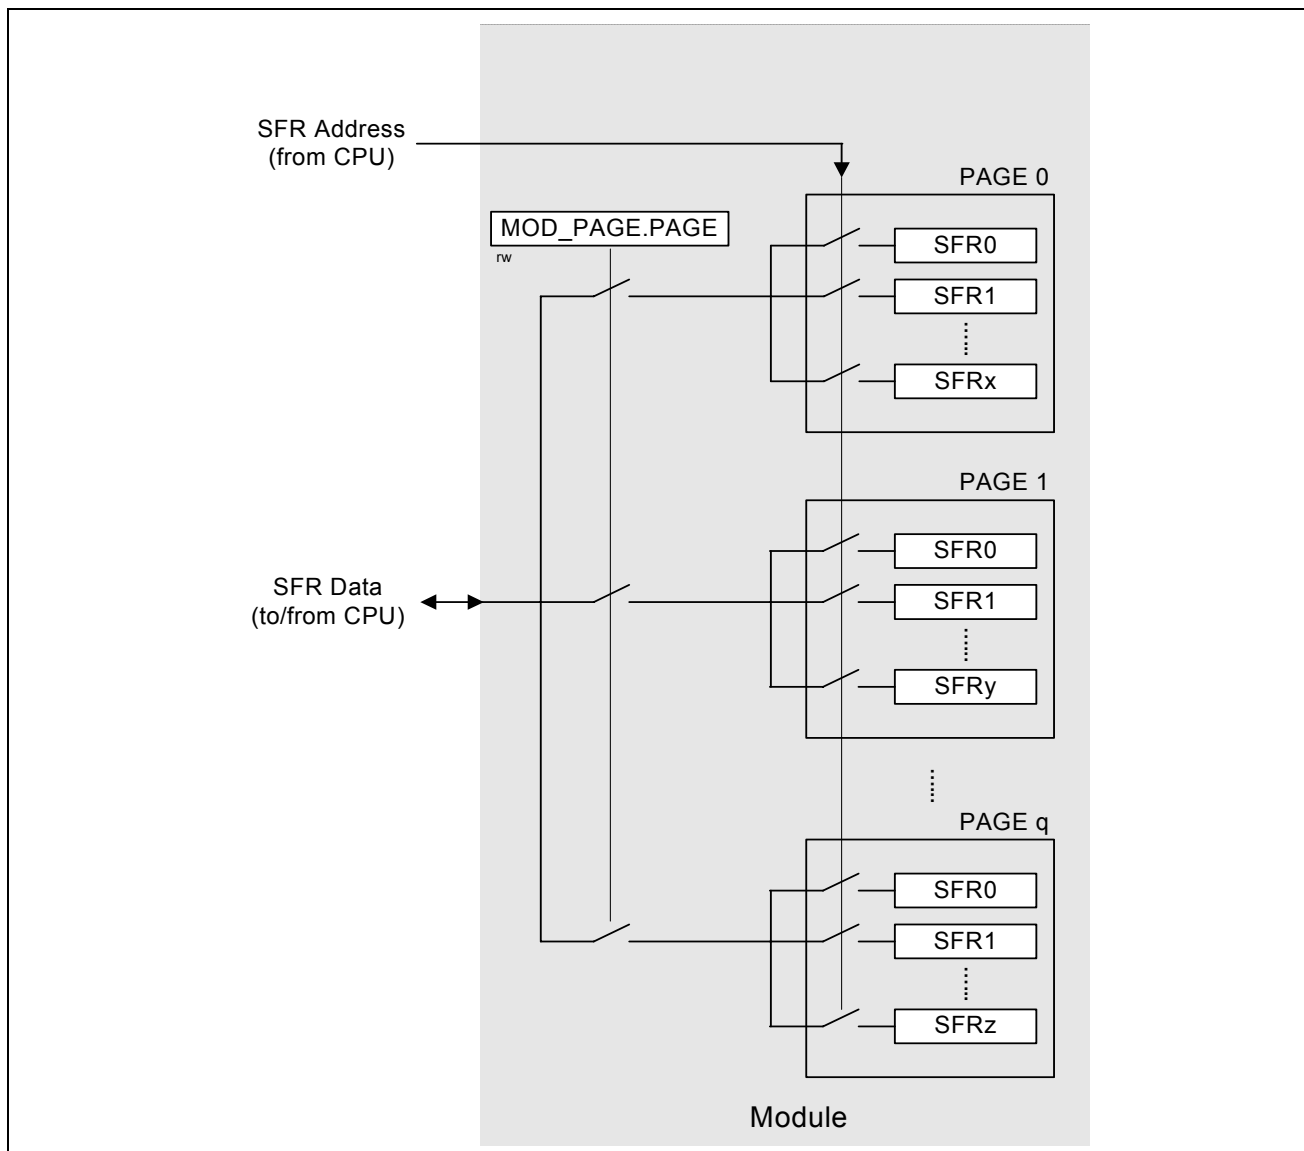 SFR Address
(from CPU)
PAGE 0
MOD_PAGE.PAGE
rw
SFR0
SFR1
SFRx
PAGE 1
SFR0
SFR1
SFRy
SFR Data
(to/from CPU)
PAGE q
SFR0
SFR1
SFRz
Module